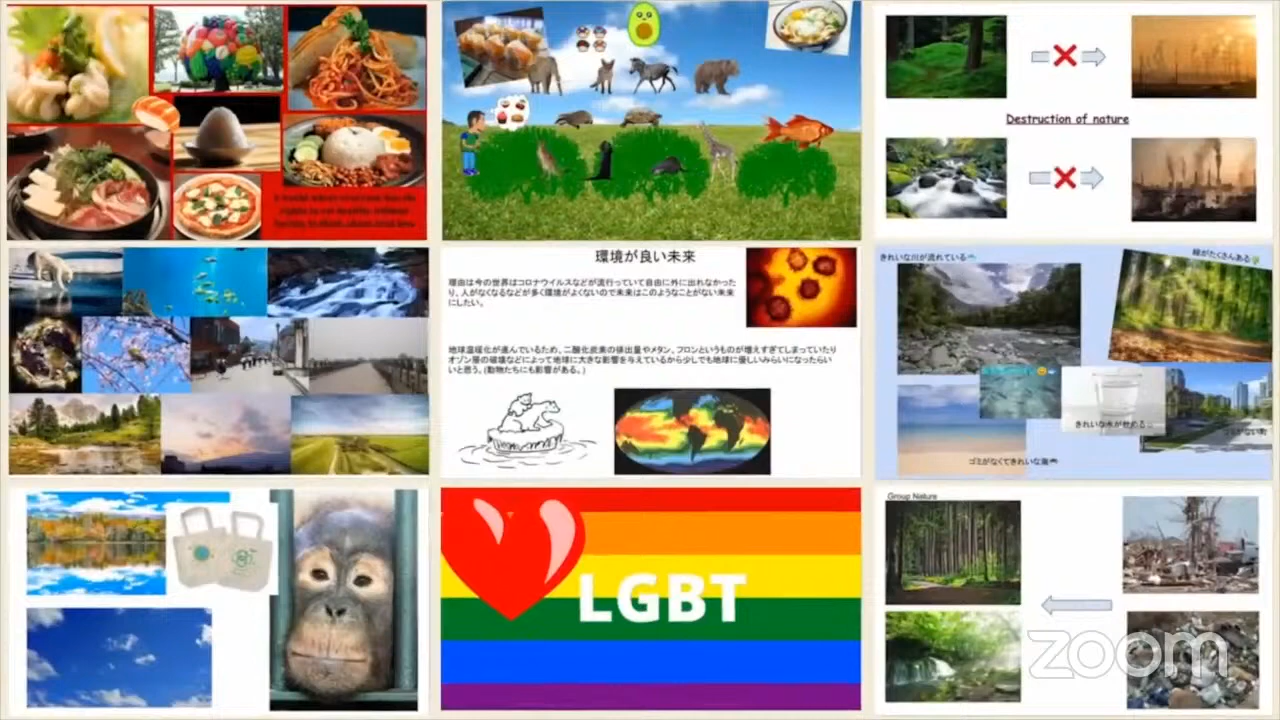 Destruction of nature
環境が良い未来
理由は今の世界はコロナウイルスなどが流行っていて自由に外に出れなかった
り、人がなくなるなどが多く環境がよくないので未来はこのようなことがない未来
にしたい。
地球温暖化が進んでいるため、二酸化炭素の排出量やメタン、フロンというものが増えすぎてしまっていたり
オゾン層の破壊などによって地球に大きな影響を与えているから少しでも地球に優しいみらいになったらい
いと思う。(動物たちにも影響がある。)
きれいな川が流れている
緑がたくさんある
きれいな水が飲める
ゴミがない町
ゴミがなくてきれいな海
LGBT
Group Nature
zoom